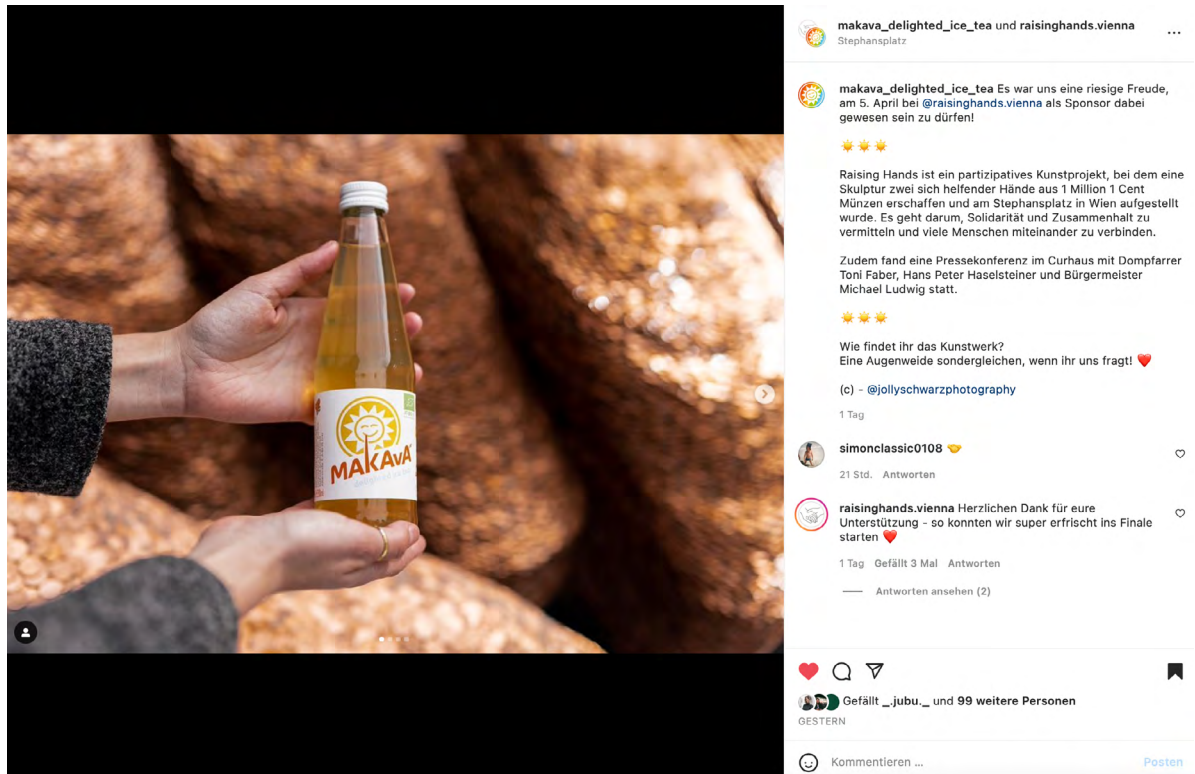 makava_delighted_ice_tea und raisinghands.vienna
Stephansplatz
makava_delighted_ice_tea Es war uns eine riesige Freude,
am 5. April bei @raisinghands.vienna als Sponsor dabei
gewesen sein zu dürfen!
Raising Hands ist ein partizipatives Kunstprojekt, bei dem eine
Skulptur zwei sich helfender Hände aus 1 Million 1 Cent
Münzen erschaffen und am Stephansplatz in Wien aufgestellt
wurde. Es geht darum, Solidarität und Zusammenhalt zu
vermitteln und viele Menschen miteinander zu verbinden.
Zudem fand eine Pressekonferenz im Curhaus mit Dompfarrer
Toni Faber, Hans Peter Haselsteiner und Bürgermeister
Michael Ludwig statt.
Wie findet ihr das Kunstwerk?
Eine Augenweide sondergleichen, wenn ihr uns fragt! ❤️
(c) - @jollyschwarzphotography
1 Tag
simonclassic0108 🤝
21 Std. Antworten
raisinghands.vienna Herzlichen Dank für eure
Unterstützung - so konnten wir super erfrischt ins Finale
starten ❤️
1 Tag Gefällt 3 Mal Antworten
Antworten ansehen (2)
Gefällt _.jubu._ und 99 weitere Personen
GESTERN
Kommentieren ...
Posten
MAKAvA
delighted ice tea